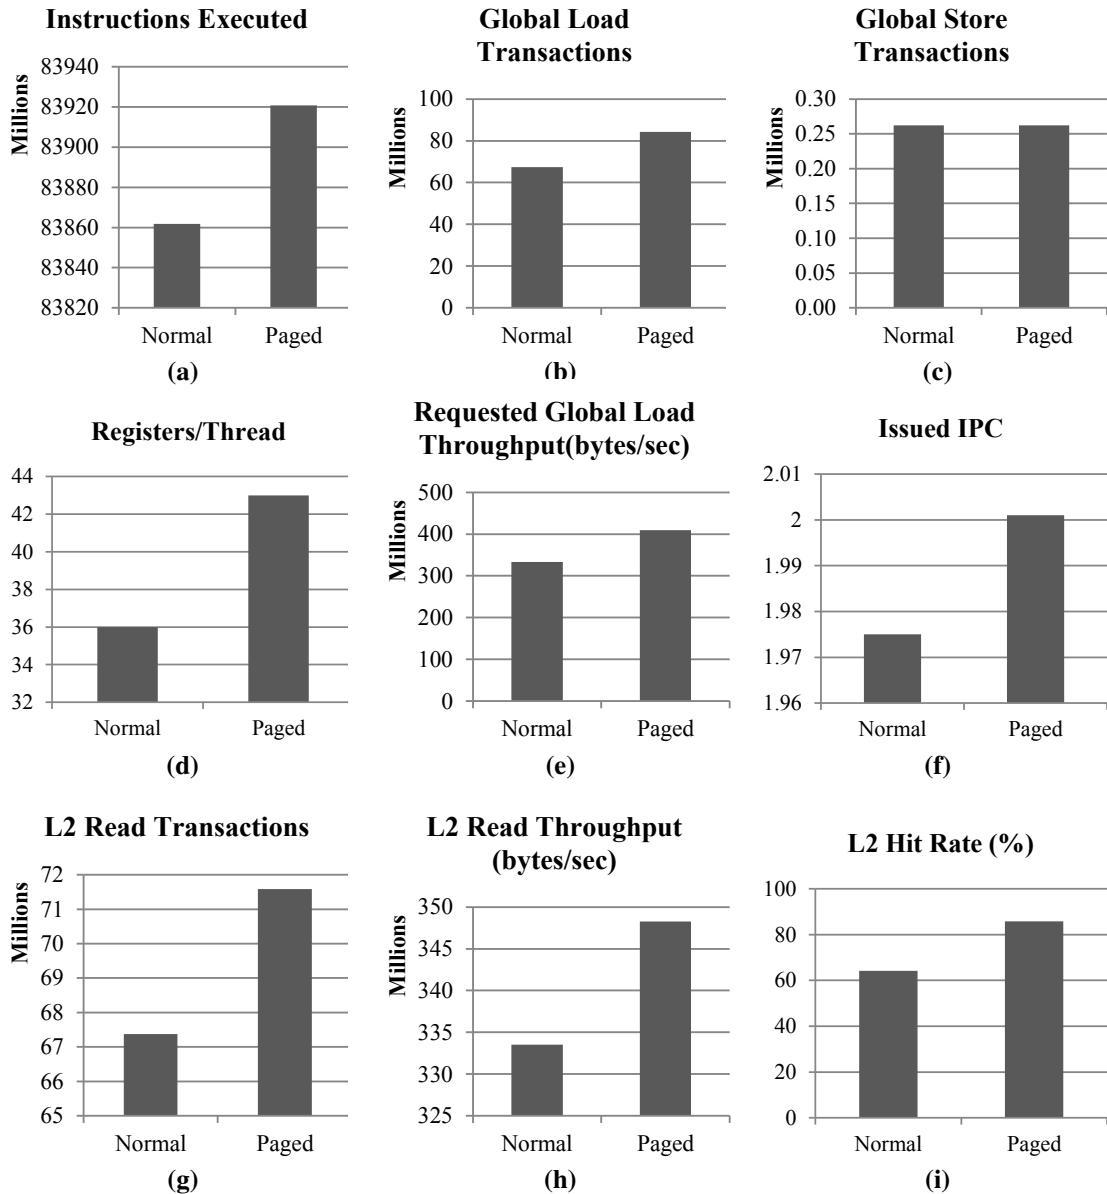 Instructions Executed
Millions
83940
83920
83900
83880
83860
83840
83820
Normal Paged
(a)
Global Load
Transactions
Millions
100
80
60
40
20
0
Normal Paged
(b)
Global Store
Transactions
Millions
0.30
0.25
0.20
0.15
0.10
0.05
0.00
Normal Paged
(c)
Registers/Thread
44
42
40
38
36
34
32
Normal Paged
(d)
Requested Global Load
Throughput(bytes/sec)
Millions
500
400
300
200
100
0
Normal Paged
(e)
Issued IPC
2.01
2
1.99
1.98
1.97
1.96
Normal Paged
(f)
L2 Read Transactions
Millions
72
71
70
69
68
67
66
65
Normal Paged
(g)
L2 Read Throughput
(bytes/sec)
Millions
350
345
340
335
330
325
Normal Paged
(h)
L2 Hit Rate (%)
100
80
60
40
20
0
Normal Paged
(i)